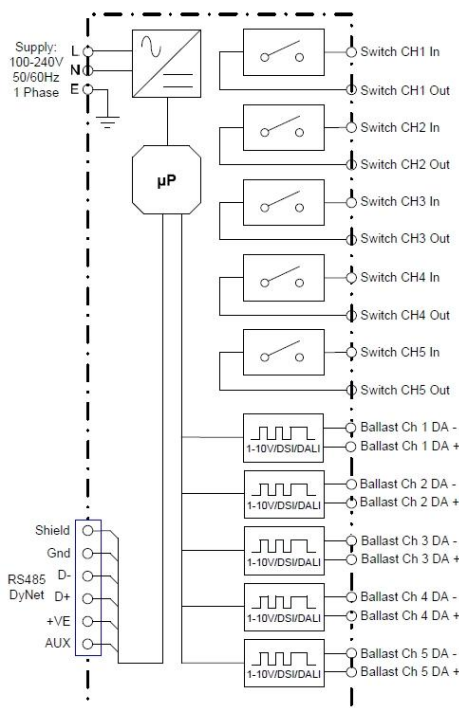 Supply:
100-240V
50/60Hz
1 Phase
L
N
E
µP
Switch CH1 In
Switch CH1 Out
Switch CH2 In
Switch CH2 Out
Switch CH3 In
Switch CH3 Out
Switch CH4 In
Switch CH4 Out
Switch CH5 In
Switch CH5 Out
1-10V/DSI/DALI
Ballast Ch 1 DA -
Ballast Ch 1 DA +
1-10V/DSI/DALI
Ballast Ch 2 DA -
Ballast Ch 2 DA +
1-10V/DSI/DALI
Ballast Ch 3 DA -
Ballast Ch 3 DA +
1-10V/DSI/DALI
Ballast Ch 4 DA -
Ballast Ch 4 DA +
1-10V/DSI/DALI
Ballast Ch 5 DA -
Ballast Ch 5 DA +
RS485
DyNet
Shield
Gnd
D-
D+
+VE
AUX